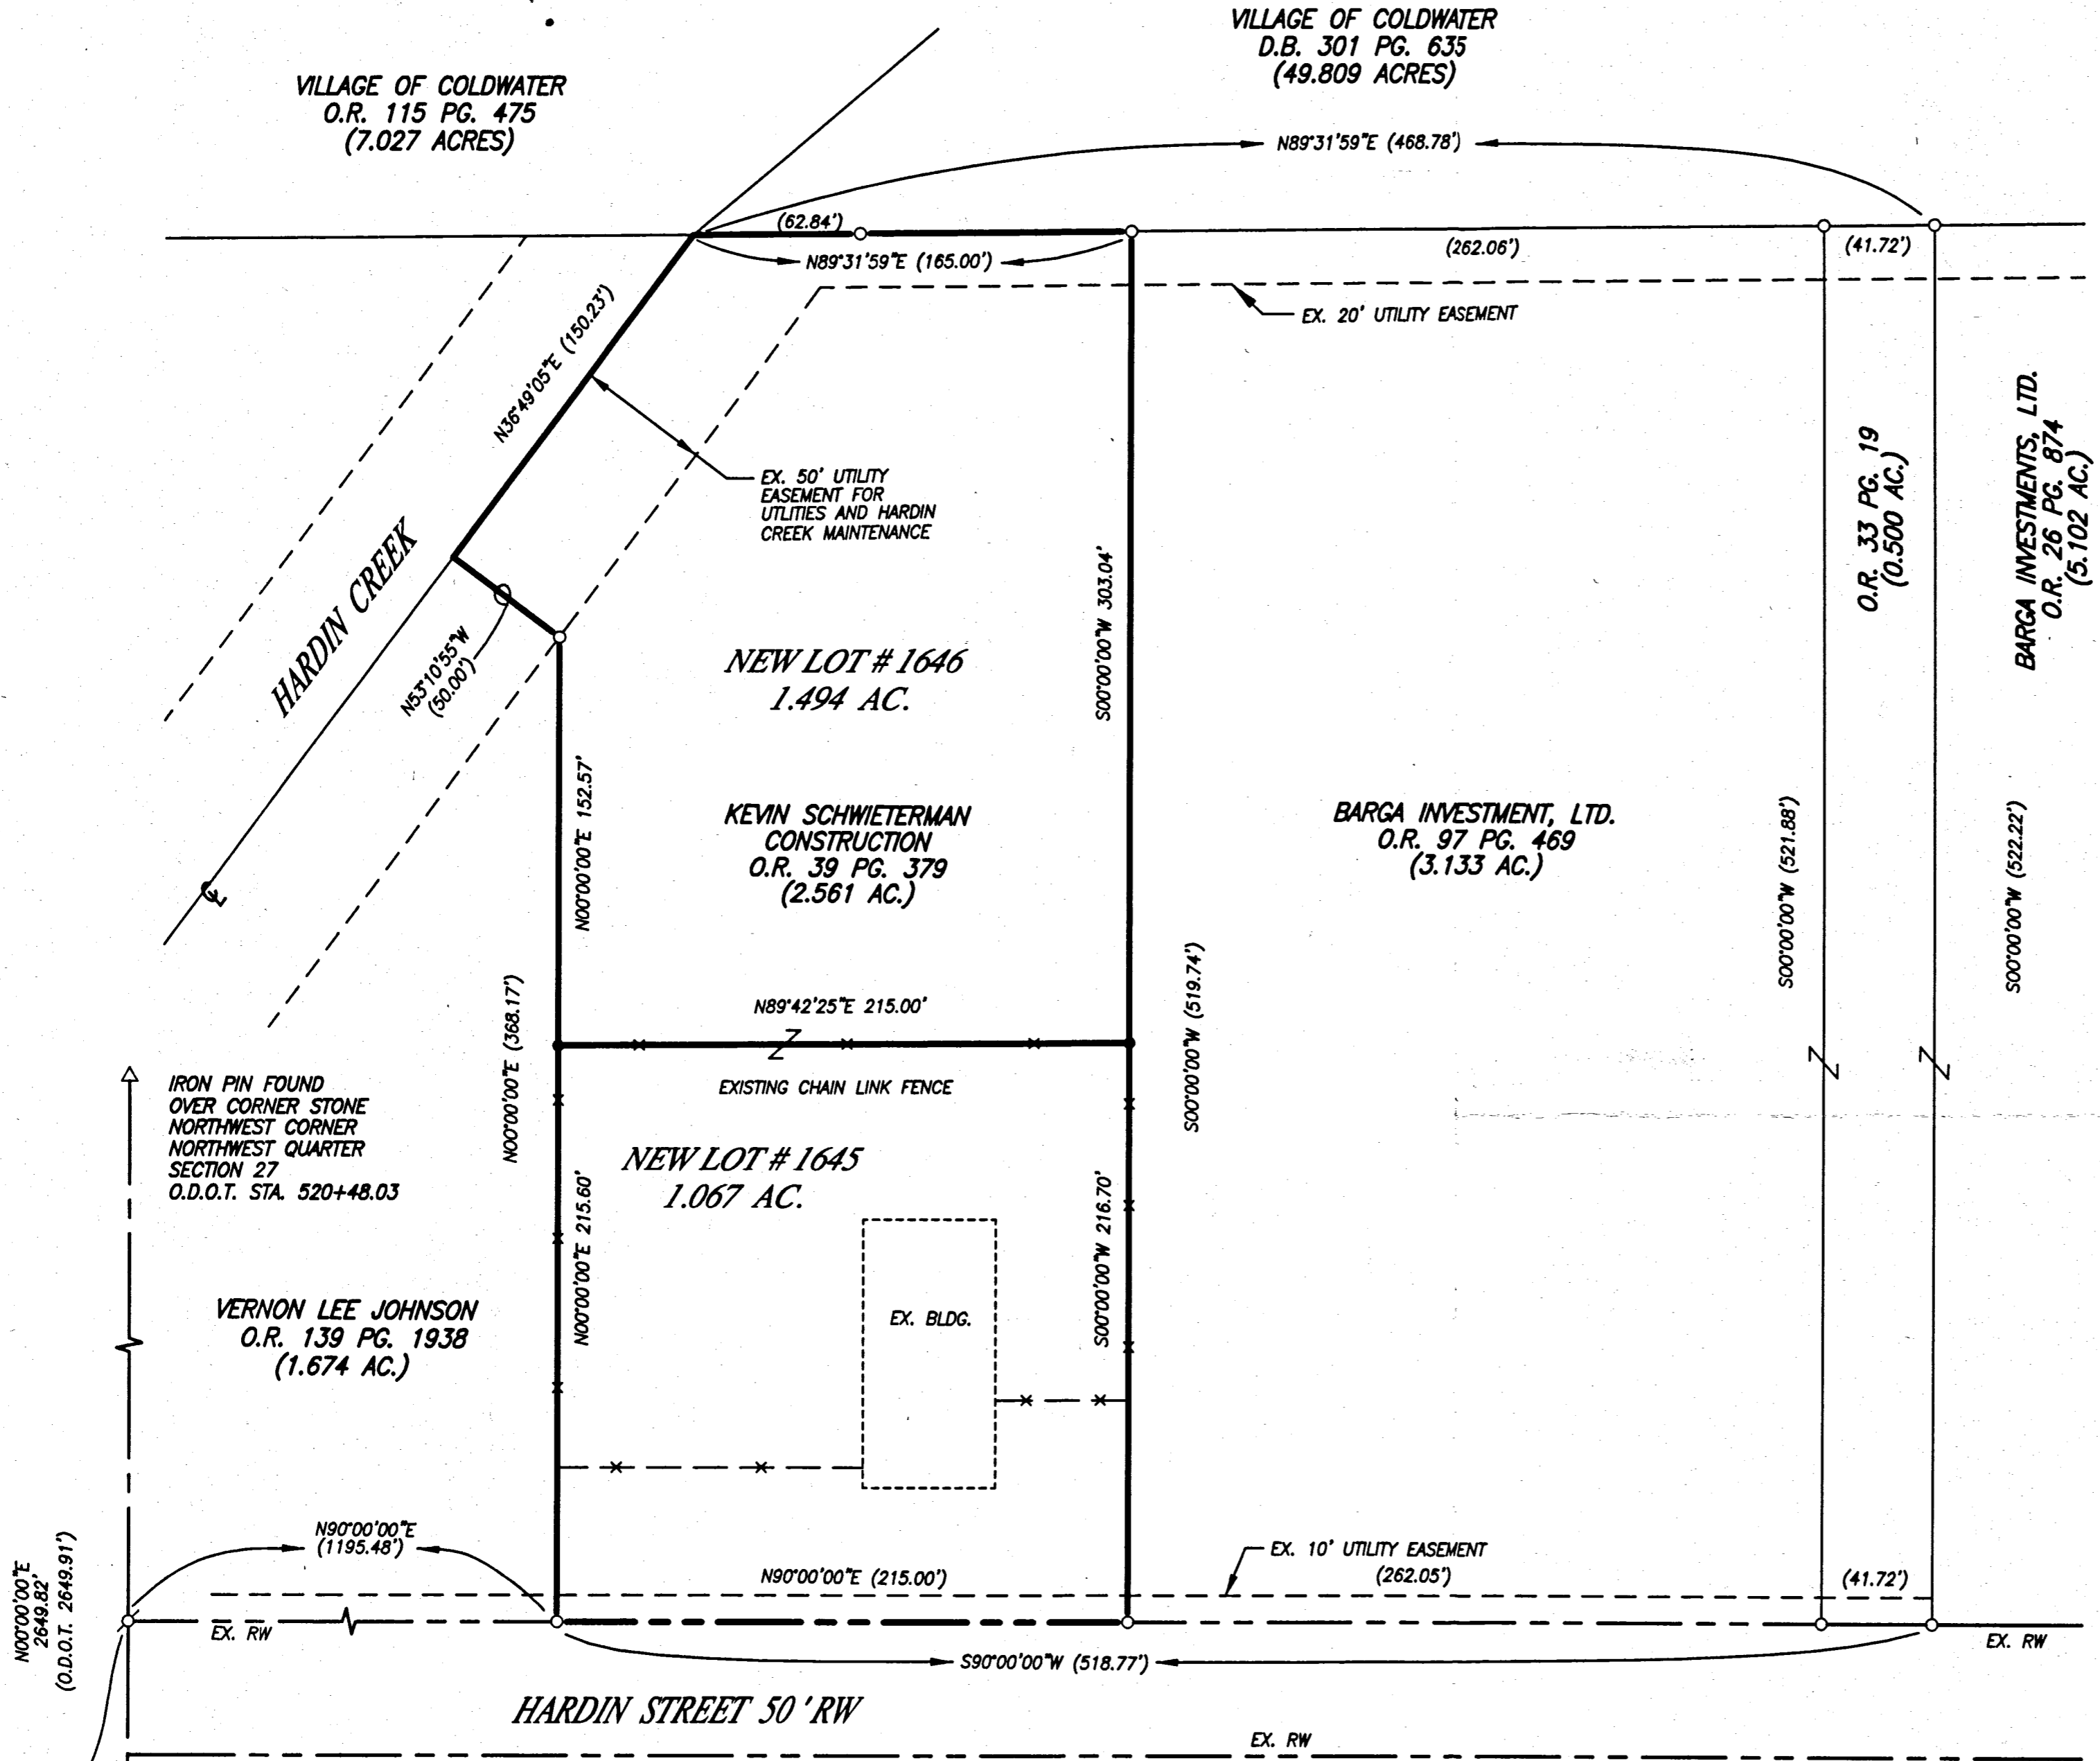 VILLAGE OF COLDWATER
D.B. 301 PG. 635
(49.809 ACRES)
VILLAGE OF COLDWATER
O.R. 115 PG. 475
(7.027 ACRES)
N89°31'59"E (468.78')
(62.84')
N89°31'59"E (165.00')
(262.06')
(41.72')
EX. 20' UTILITY EASEMENT
N36°49'05"E (150.23')
EX. 50' UTILITY
EASEMENT FOR
UTLITIES AND HARDIN
CREEK MAINTENANCE
HARDIN CREEK
N53°10'55"W
(50.00')
S00°00'00"W 303.04'
O.R. 33 PG. 19
(0.500 AC.)
BARGA INVESTMENTS, LTD.
O.R. 26 PG. 874
(5.102 AC.)
NEW LOT # 1646
1.494 AC.
N00°00'00"E 152.57'
KEVIN SCHWIETERMAN
CONSTRUCTION
O.R. 39 PG. 379
(2.561 AC.)
BARGA INVESTMENT, LTD.
O.R. 97 PG. 469
(3.133 AC.)
S00°00'00"W (521.88')
S00°00'00"W (522.22')
N00°00'00"E (368.17')
N89°42'25"E 215.00'
S00°00'00"W (519.74')
EXISTING CHAIN LINK FENCE
IRON PIN FOUND
OVER CORNER STONE
NORTHWEST CORNER
NORTHWEST QUARTER
SECTION 27
O.D.O.T. STA. 520+48.03
NEW LOT # 1645
1.067 AC.
N00°00'00"E 215.60'
S00°00'00"W 216.70'
VERNON LEE JOHNSON
O.R. 139 PG. 1938
(1.674 AC.)
EX. BLDG.
N90°00'00"E
(1195.48')
N90°00'00"E (215.00')
EX. 10' UTILITY EASEMENT
(262.05')
(41.72')
N00°00'00"E
2649.82'
(O.D.O.T. 2649.91')
EX. RW
EX. RW
S90°00'00"W (518.77')
HARDIN STREET 50 ' RW
EX. RW